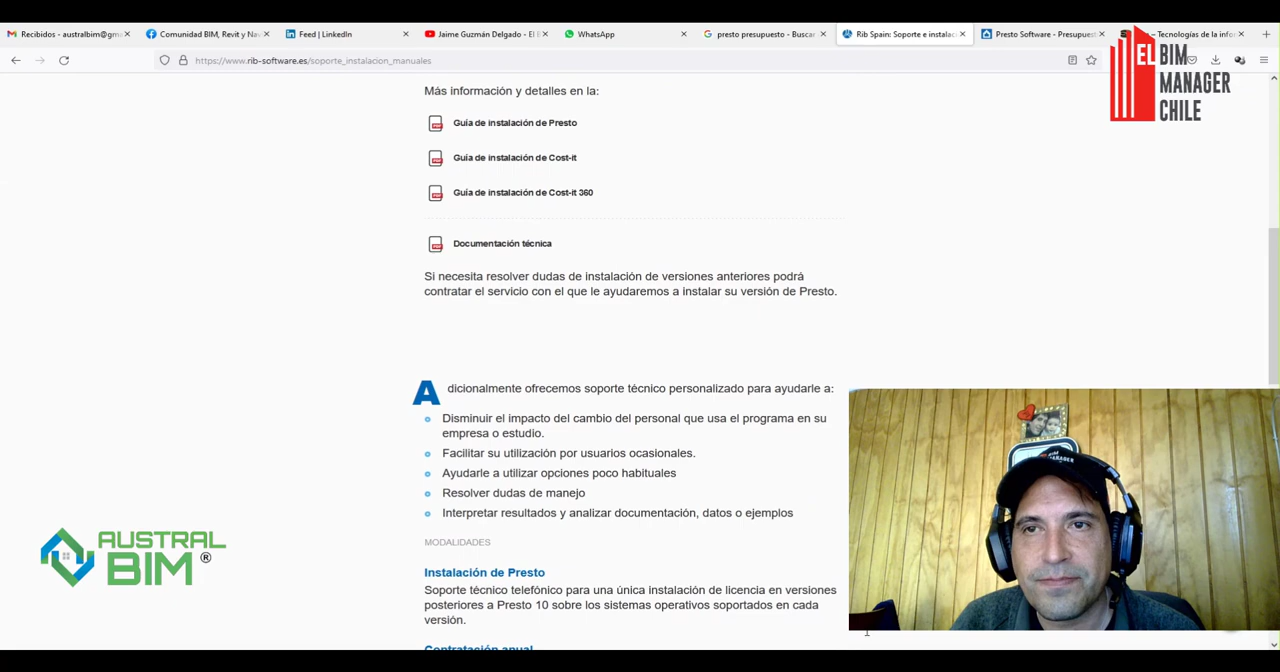 Recibidos - australbim@gm
Comunidad BIM, Revit y Na
Feed | LinkedIn
Jaime Guzmán Delgado - El B
WhatsApp
presto presupuesto - Buscar
Rib Spain: Soporte e instalac
Presto Software - Presupuest
– Tecnologías de la infor
https://www.rib-software.es/soporte_instalacion_manuales
EL BIM
MANAGER
CHILE
Más información y detalles en la:
Guía de instalación de Presto
Guía de instalación de Cost-it
Guía de instalación de Cost-it 360
Documentación técnica
Si necesita resolver dudas de instalación de versiones anteriores podrá
contratar el servicio con el que le ayudaremos a instalar su versión de Presto.
Adicionalmente ofrecemos soporte técnico personalizado para ayudarle a:
Disminuir el impacto del cambio del personal que usa el programa en su
empresa o estudio.
Facilitar su utilización por usuarios ocasionales.
Ayudarle a utilizar opciones poco habituales
Resolver dudas de manejo
Interpretar resultados y analizar documentación, datos o ejemplos
MODALIDADES
Instalación de Presto
Soporte técnico telefónico para una única instalación de licencia en versiones
posteriores a Presto 10 sobre los sistemas operativos soportados en cada
versión.
Contratación anual
AUSTRAL
BIM ®